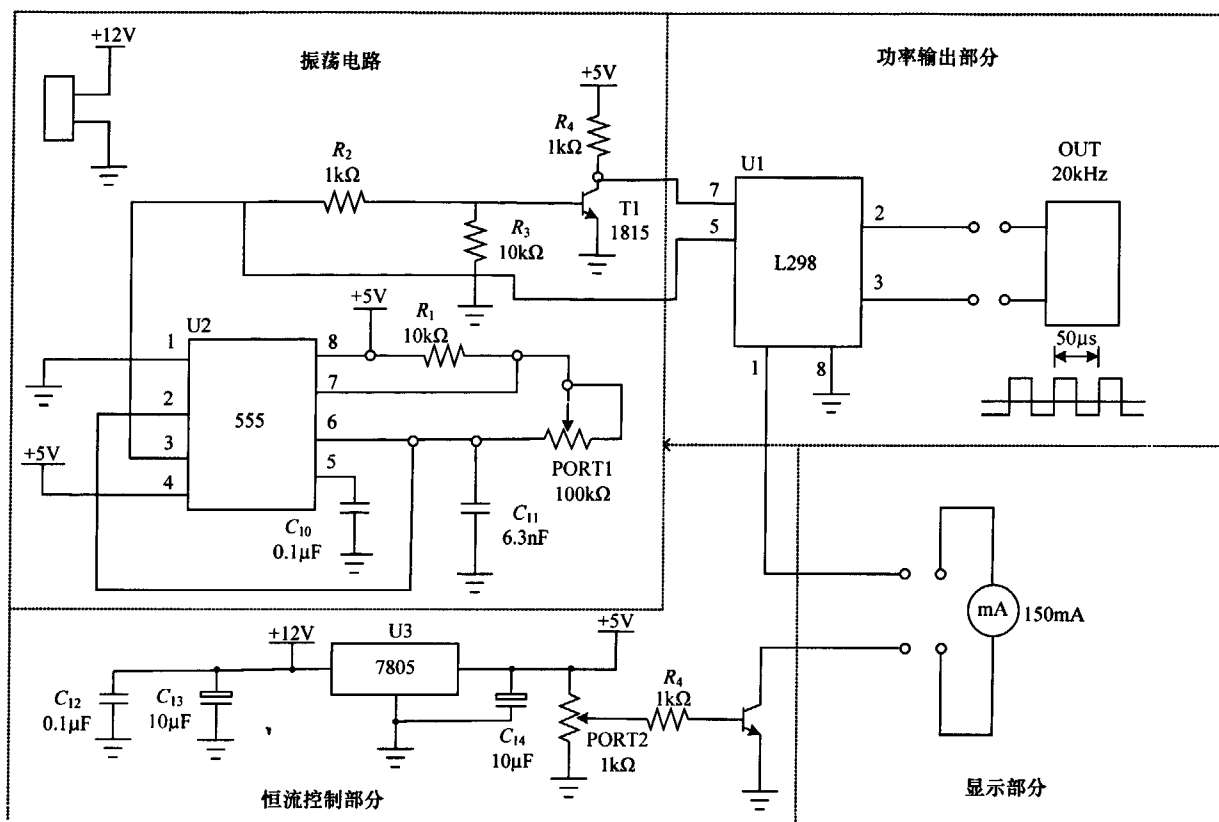 振荡电路
功率输出部分
+12V
+5V
R4
1kΩ
R2
1kΩ
R3
10kΩ
T1
1815
U1
7
5
L298
2
3
1
8
OUT
20kHz
50μs
+5V
R1
10kΩ
U2
1
2
3
4
555
8
7
6
5
+5V
PORT1
100kΩ
C10
0.1μF
C11
6.3nF
mA
150mA
+12V
U3
7805
+5V
C12
0.1μF
C13
10μF
C14
10μF
PORT2
1kΩ
R4
1kΩ
恒流控制部分
显示部分